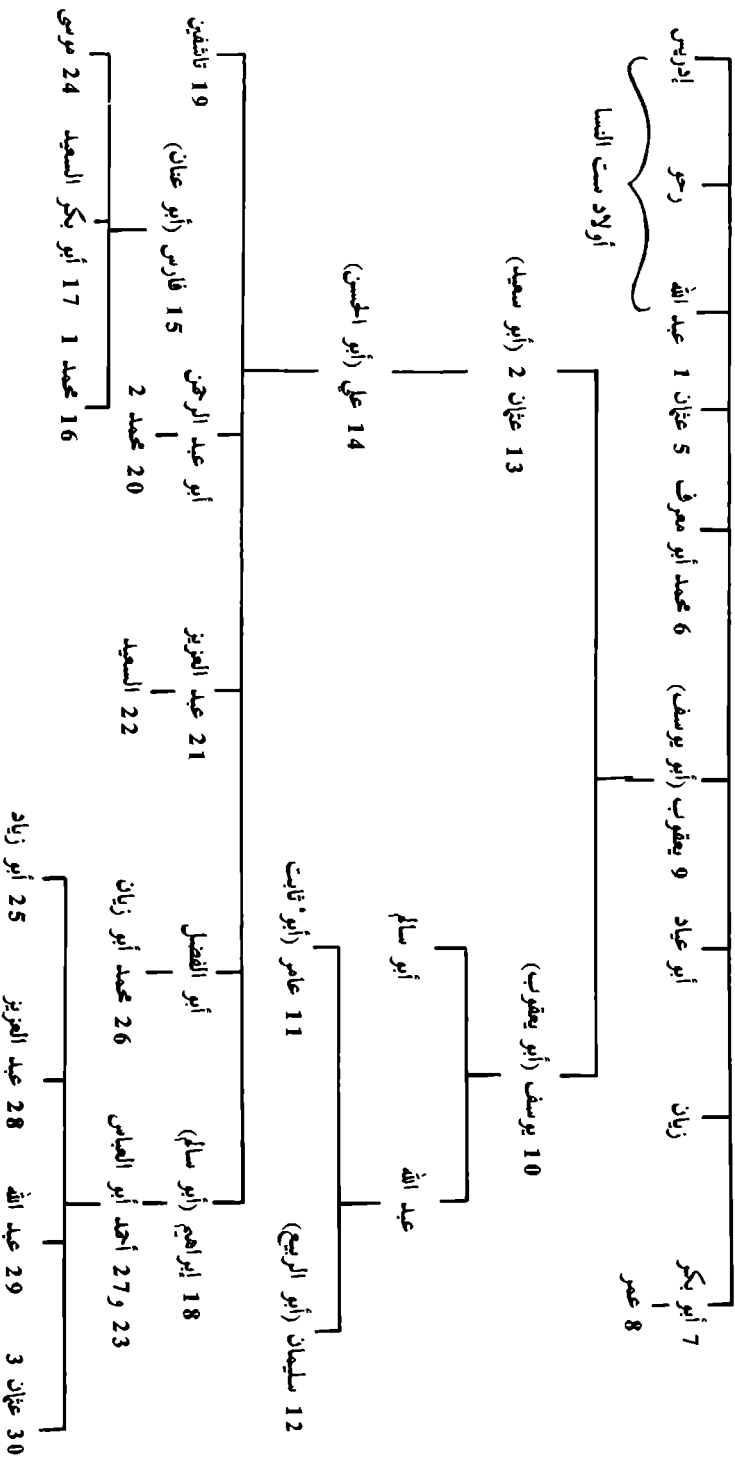 7 أبو بكر
زيان
أبو عياد
9 يعقوب (أبو يوسف)
6 محمد أبو معرف
5 عثمان 1
عبد الله
رحو
إدريس
8 عمر
أولاد ست النسا
10 يوسف (أبو يعقوب)
13 عثمان 2 (أبو سعيد)
عبد الله
أبو سالم
14 علي (أبو الحسن)
12 سليمان (أبو الربيع)
11 عامر (أبو ثابت
18 إبراهيم (أبو سالم)
أبو الفضل
21 عبد العزيز
أبو عبد الرحمن
15 فارس (أبو عنان)
19 تاشفين
23 و27 أحمد أبو العباس
26 محمد أبو زيان
22 السعيد
20 محمد 2
30 عثمان 3
29 عبد الله
28 عبد العزيز
25 أبو زياد
16 محمد 1
17 أبو بكر السعيد
24 موسى